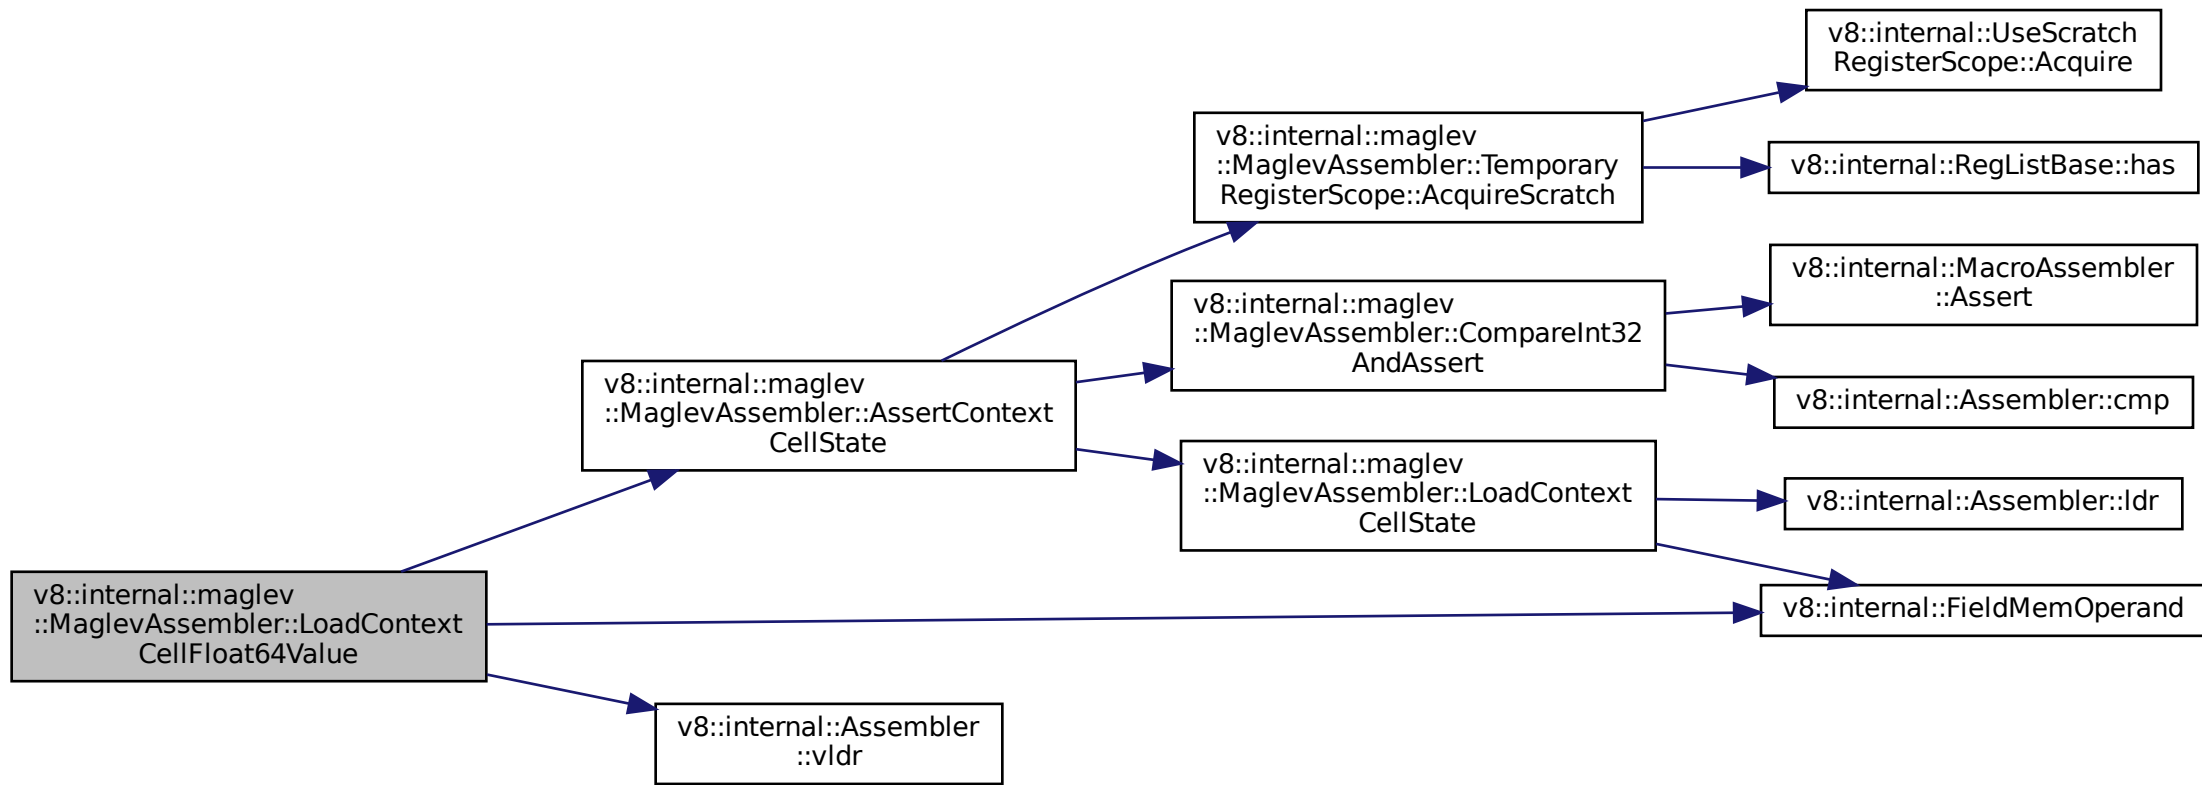 v8::internal::UseScratch
RegisterScope::Acquire
v8::internal::maglev
::MaglevAssembler::Temporary
RegisterScope::AcquireScratch
v8::internal::RegListBase::has
v8::internal::MacroAssembler
::Assert
v8::internal::maglev
::MaglevAssembler::CompareInt32
AndAssert
v8::internal::Assembler::cmp
v8::internal::maglev
::MaglevAssembler::AssertContext
CellState
v8::internal::maglev
::MaglevAssembler::LoadContext
CellState
v8::internal::Assembler::ldr
v8::internal::FieldMemOperand
v8::internal::maglev
::MaglevAssembler::LoadContext
CellFloat64Value
v8::internal::Assembler
::vldr